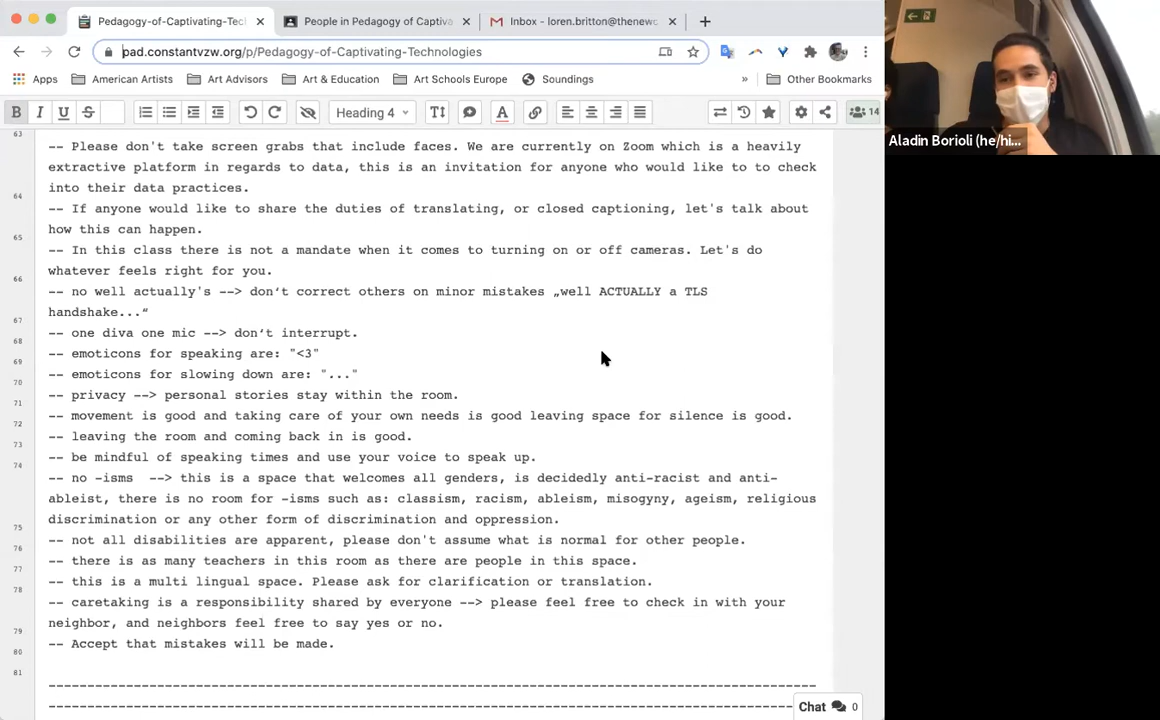 Pedagogy-of-Captivating-Tecl
People in Pedagogy of Captiva
Inbox - loren.britton@thenewc
pad.constantvzw.org/p/Pedagogy-of-Captivating-Technologies
Apps American Artists Art Advisors Art & Education Art Schools Europe Soundings » Other Bookmarks
B I U S Heading 4 A 14
63
-- Please don't take screen grabs that include faces. We are currently on Zoom which is a heavily
extractive platform in regards to data, this is an invitation for anyone who would like to to check
into their data practices.
64
-- If anyone would like to share the duties of translating, or closed captioning, let's talk about
how this can happen.
65
-- In this class there is not a mandate when it comes to turning on or off cameras. Let's do
whatever feels right for you.
66
-- no well actually's --> don‘t correct others on minor mistakes „well ACTUALLY a TLS
handshake...“
67
-- one diva one mic --> don‘t interrupt.
68
-- emoticons for speaking are: "<3"
69
-- emoticons for slowing down are: "..."
70
-- privacy --> personal stories stay within the room.
71
-- movement is good and taking care of your own needs is good leaving space for silence is good.
72
-- leaving the room and coming back in is good.
73
-- be mindful of speaking times and use your voice to speak up.
74
-- no -isms --> this is a space that welcomes all genders, is decidedly anti-racist and anti-
ableist, there is no room for -isms such as: classism, racism, ableism, misogyny, ageism, religious
discrimination or any other form of discrimination and oppression.
75
-- not all disabilities are apparent, please don't assume what is normal for other people.
76
-- there is as many teachers in this room as there are people in this space.
77
-- this is a multi lingual space. Please ask for clarification or translation.
78
-- caretaking is a responsibility shared by everyone --> please feel free to check in with your
neighbor, and neighbors feel free to say yes or no.
79
-- Accept that mistakes will be made.
80
81
----------------------------------------------------------------------------------------------------
------------------------------------------------------------------------------------------------
Chat 0
Aladin Borioli (he/hi...